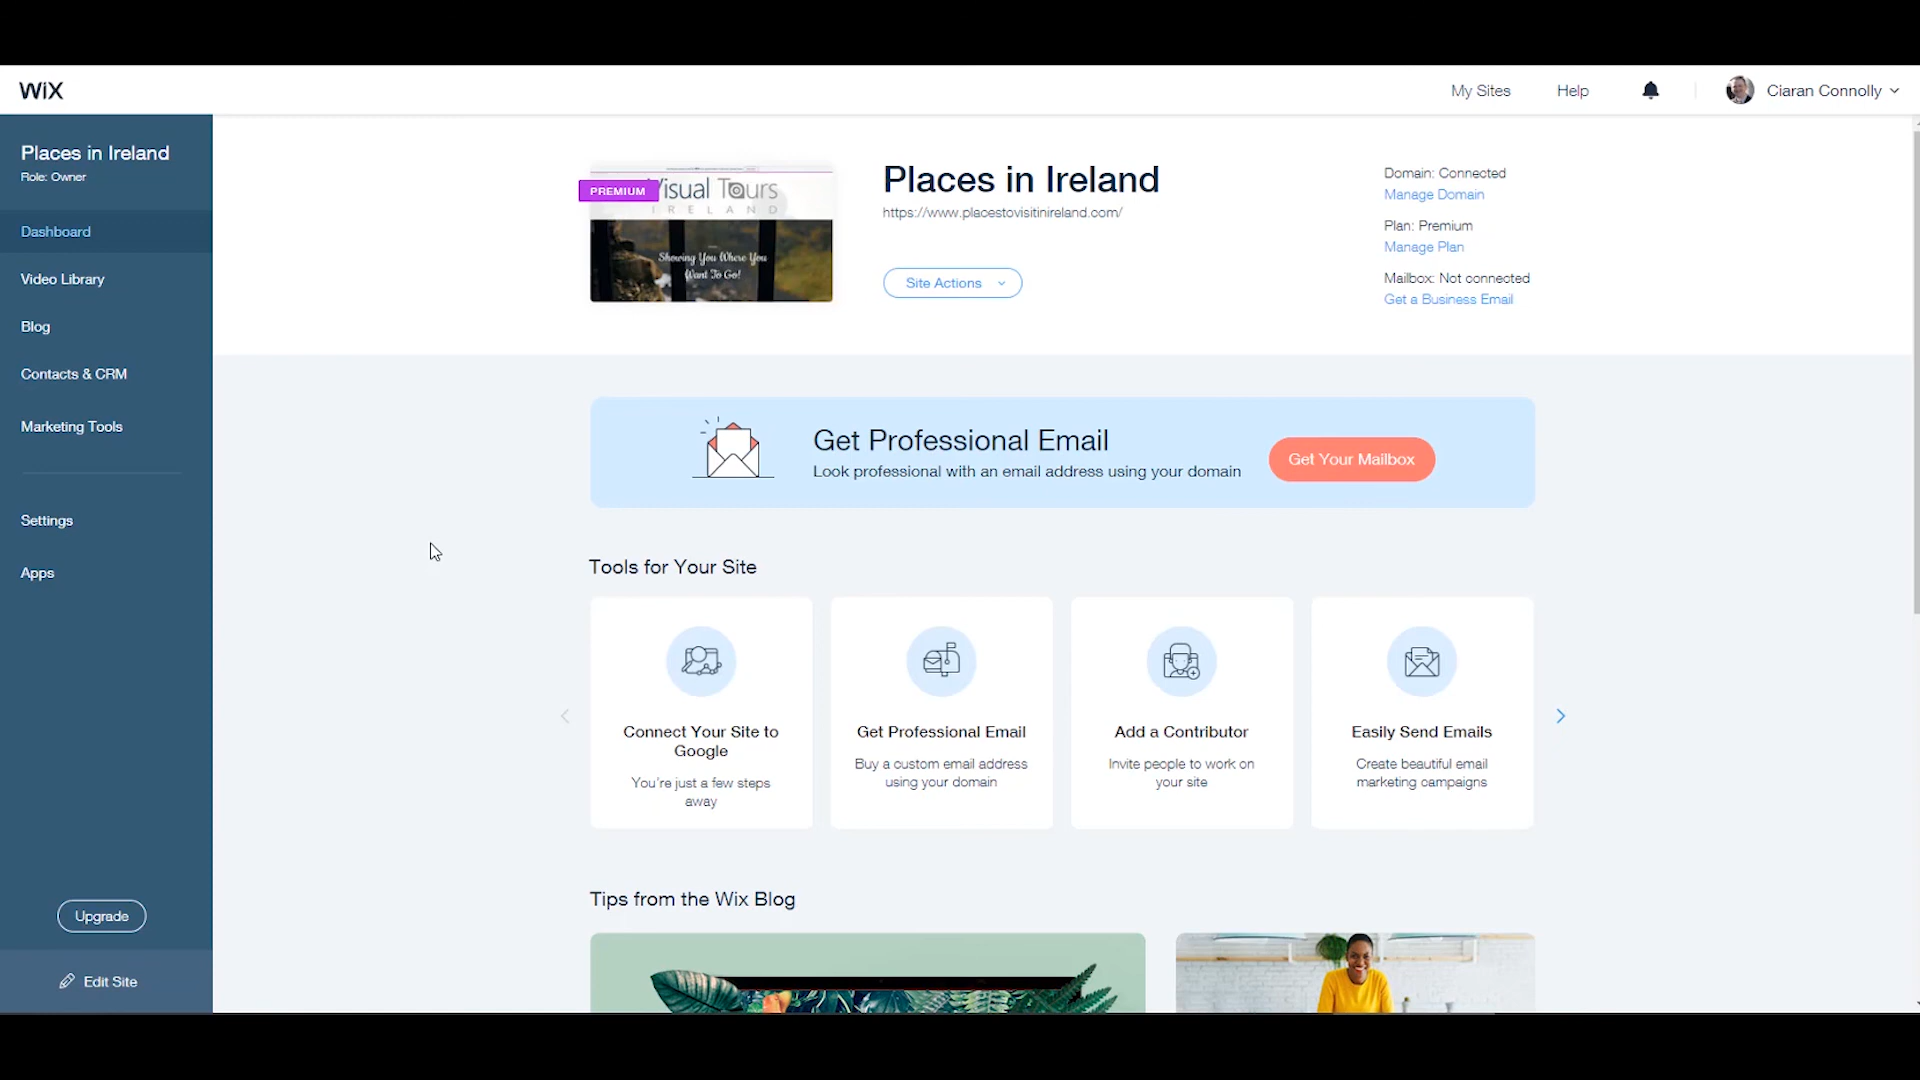 WiX
My Sites
Help
Ciaran Connolly
Places in Ireland
Role: Owner
Dashboard
Video Library
Blog
Contacts & CRM
Marketing Tools
Settings
Apps
Upgrade
Edit Site
PREMIUM
Visual Tours
IRELAND
Showing You Where You
Want To Go!
Places in Ireland
https://www.placestovisitinireland.com/
Site Actions
Domain: Connected
Manage Domain
Plan: Premium
Manage Plan
Mailbox: Not connected
Get a Business Email
Get Professional Email
Look professional with an email address using your domain
Get Your Mailbox
Tools for Your Site
Connect Your Site to
Google
You're just a few steps
away
Get Professional Email
Buy a custom email address
using your domain
Add a Contributor
Invite people to work on
your site
Easily Send Emails
Create beautiful email
marketing campaigns
Tips from the Wix Blog